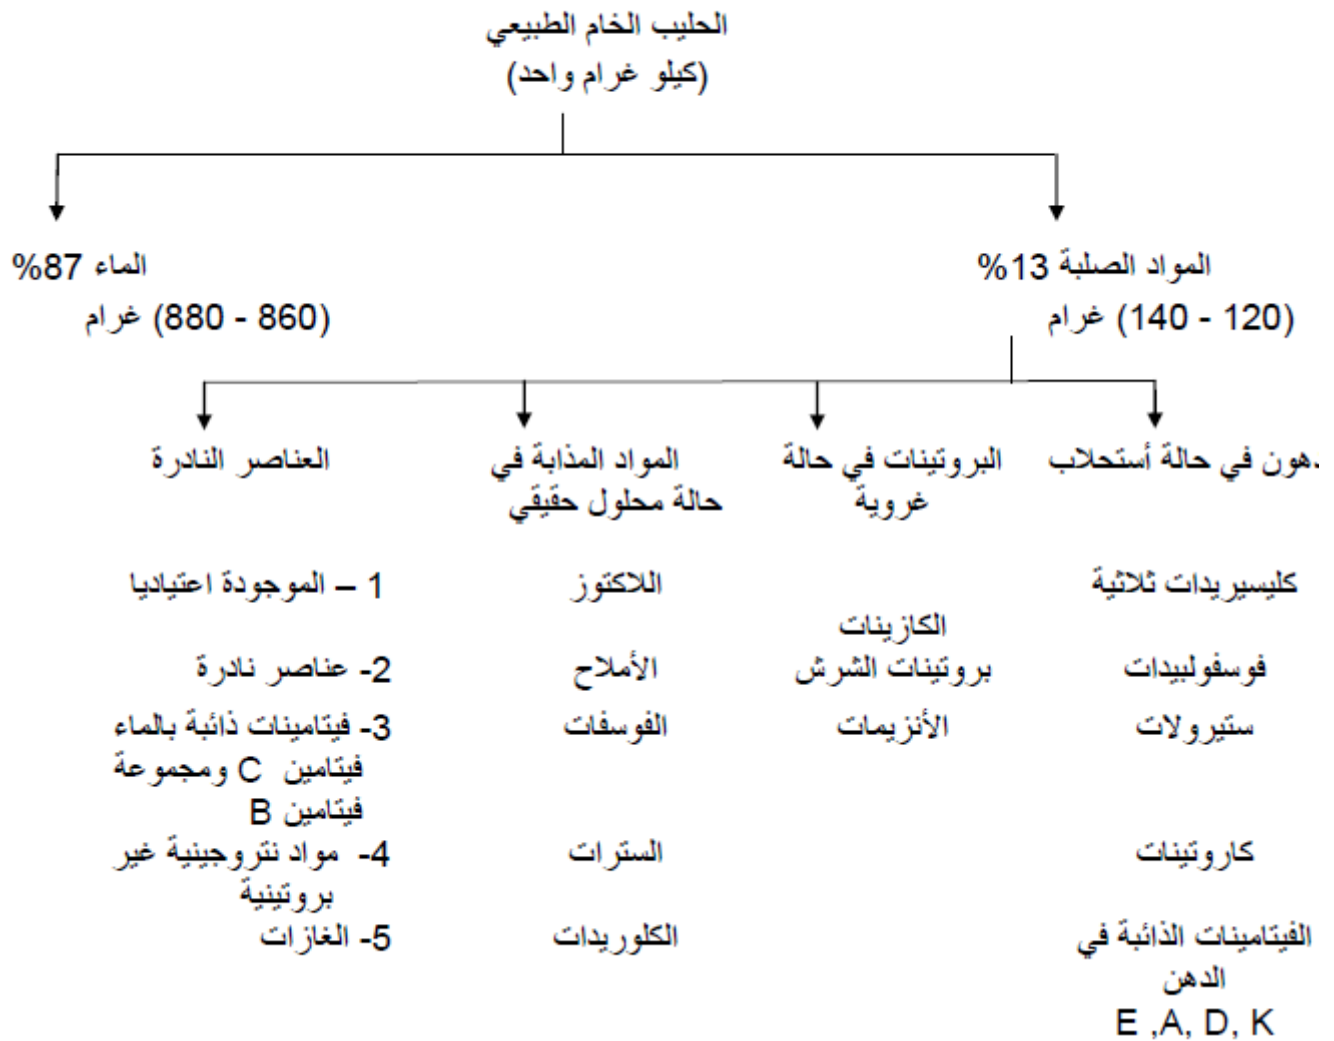 الحليب الخام الطبيعي
(كيلو غرام واحد)
المواد الصلبة 13%
(120 - 140) غرام
الماء 87%
(860 - 880) غرام
دهون في حالة أستحلاب
كليسيريدات ثلاثية
فوسفولبيدات
ستيرولات
كاروتينات
الفيتامينات الذائبة في
الدهن
E ,A, D, K
البروتينات في حالة
غروية
الكازينات
بروتينات الشرش
الأنزيمات
المواد المذابة في
حالة محلول حقيقي
اللاكتوز
الأملاح
الفوسفات
السترات
الكلوريدات
العناصر النادرة
1 – الموجودة اعتياديا
2- عناصر نادرة
3- فيتامينات ذائبة بالماء
فيتامين C ومجموعة
فيتامين B
4- مواد نتروجينية غير
بروتينية
5- الغازات